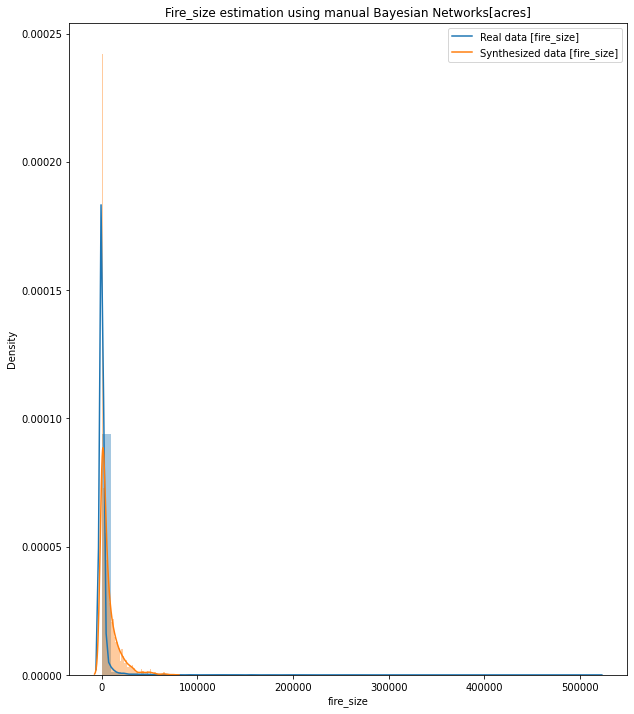 Fire_size estimation using manual Bayesian Networks[acres]
Real data [fire_size]
Synthesized data [fire_size]
0.00025
0.00020
0.00015
0.00010
0.00005
0.00000
Density
0
100000
200000
300000
400000
500000
fire_size